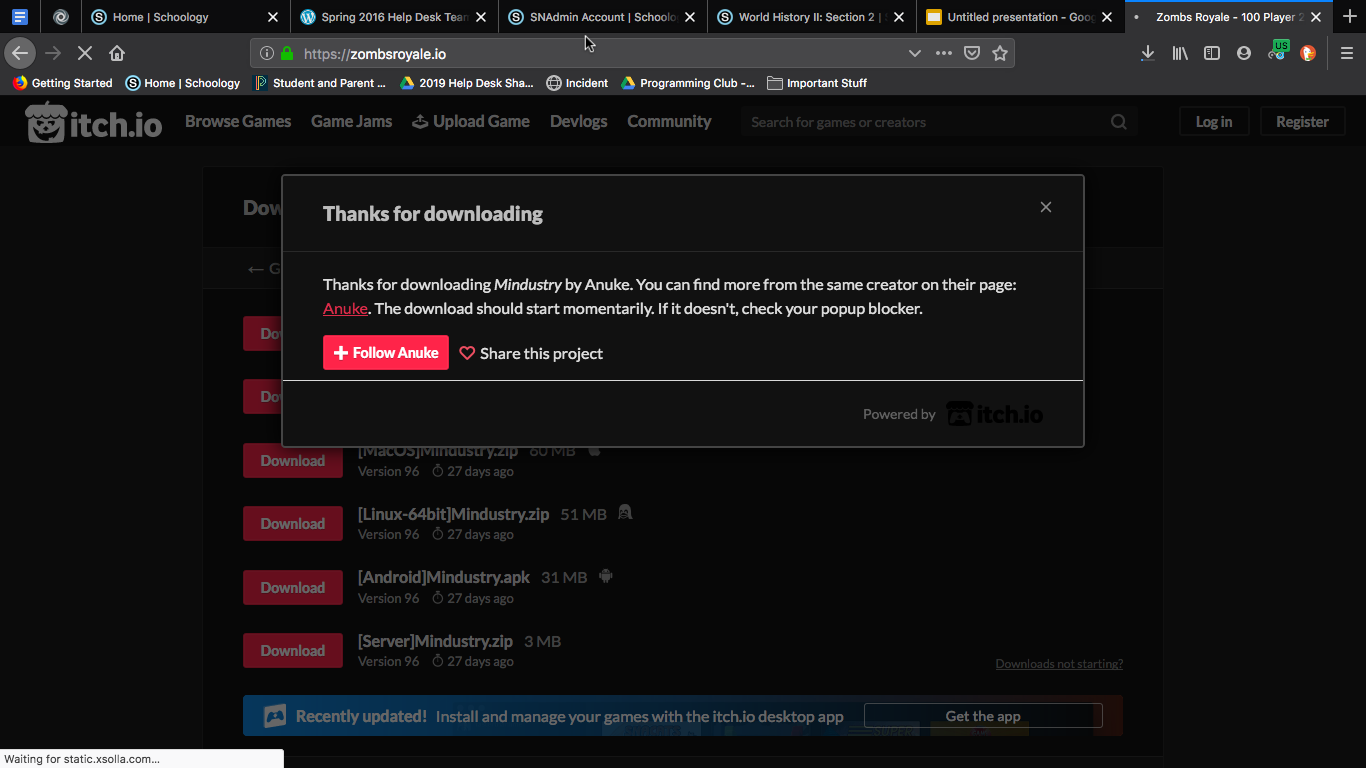 Home | Schoology
Spring 2016 Help Desk Tean
SNAdmin Account | Schoolo
World History II: Section 2 |
Untitled presentation - Goog
Zombs Royale - 100 Player 2
https://zombsroyale.io
US
Getting Started
Home | Schoology
Student and Parent ...
2019 Help Desk Sha...
Incident
Programming Club -...
Important Stuff
itch.io
Browse Games
Game Jams
Upload Game
Devlogs
Community
Search for games or creators
Log in
Register
Dow
Thanks for downloading
← G
Thanks for downloading Mindustry by Anuke. You can find more from the same creator on their page:
Anuke. The download should start momentarily. If it doesn't, check your popup blocker.
Do
Follow Anuke
Share this project
Do
Powered by itch.io
Download
[MacOS]Mindustry.zip 60 MB
Version 96 27 days ago
Download
[Linux-64bit]Mindustry.zip 51 MB
Version 96 27 days ago
Download
[Android]Mindustry.apk 31 MB
Version 96 27 days ago
Download
[Server]Mindustry.zip 3 MB
Version 96 27 days ago
Downloads not starting?
Recently updated! Install and manage your games with the itch.io desktop app
Get the app
Waiting for static.xsolla.com...